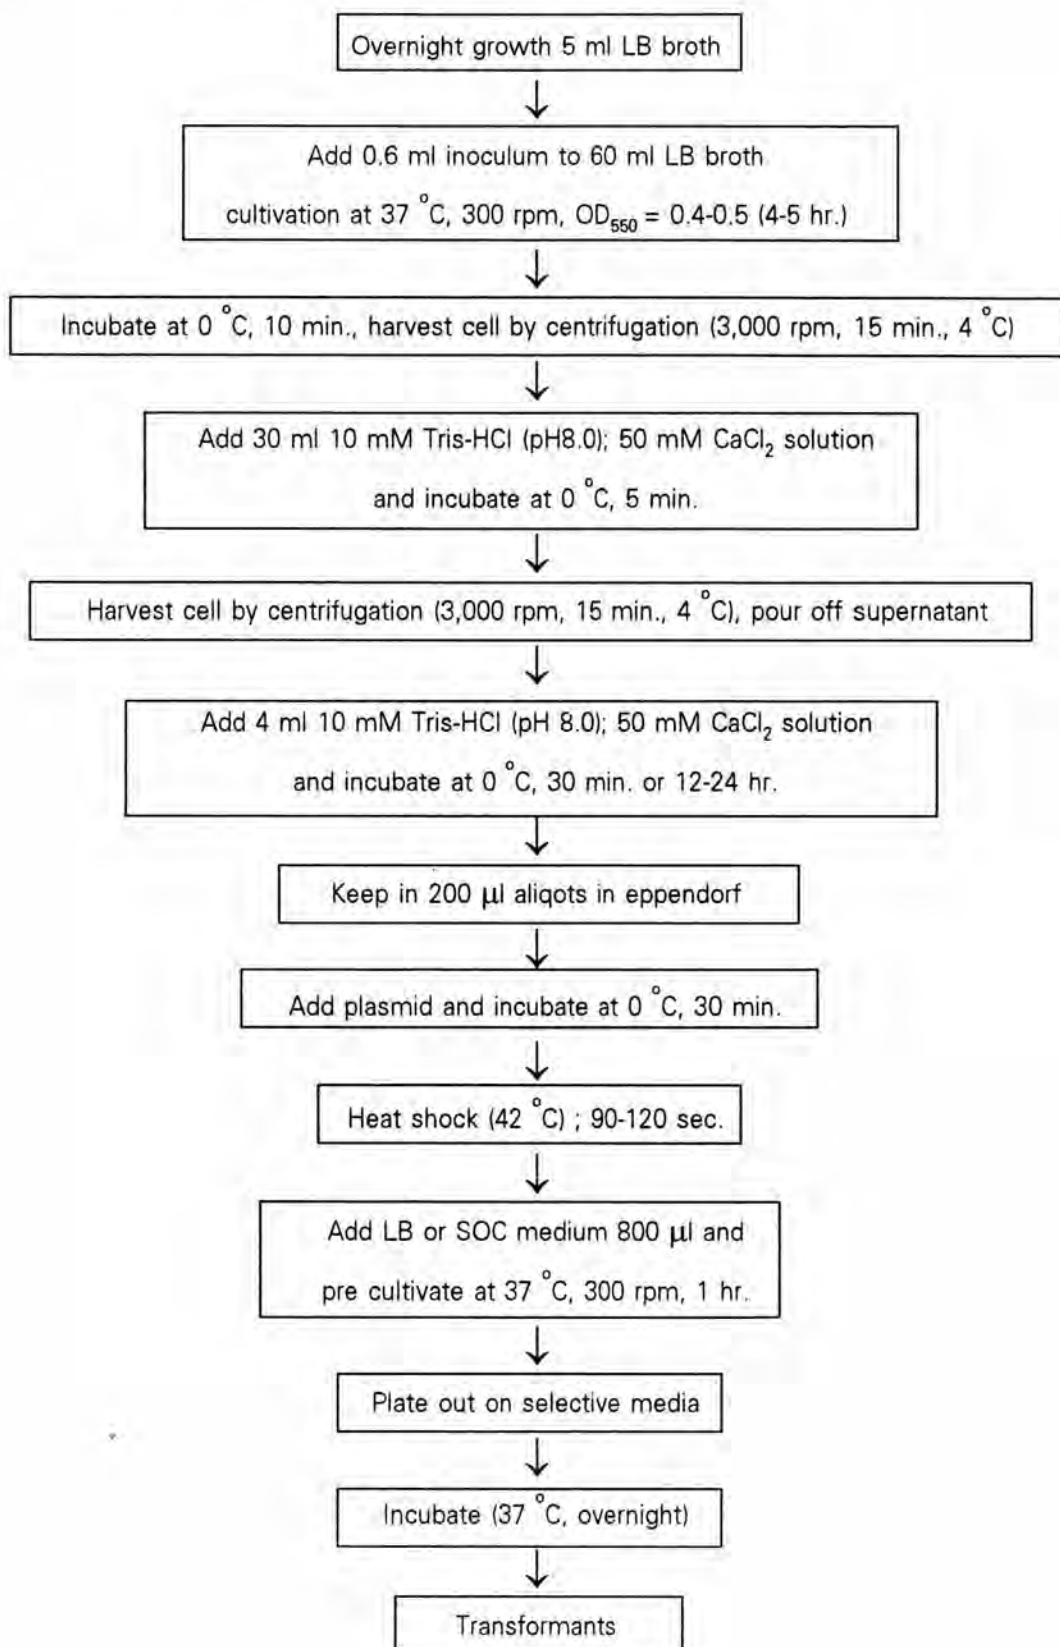 Overnight growth 5 ml LB broth
Add 0.6 ml inoculum to 60 ml LB broth
cultivation at 37 °C, 300 rpm, OD₅₅₀ = 0.4-0.5 (4-5 hr.)
Incubate at 0 °C, 10 min., harvest cell by centrifugation (3,000 rpm, 15 min., 4 °C)
Add 30 ml 10 mM Tris-HCl (pH8.0); 50 mM CaCl₂ solution
and incubate at 0 °C, 5 min.
Harvest cell by centrifugation (3,000 rpm, 15 min., 4 °C), pour off supernatant
Add 4 ml 10 mM Tris-HCl (pH 8.0); 50 mM CaCl₂ solution
and incubate at 0 °C, 30 min. or 12-24 hr.
Keep in 200 µl aliqots in eppendorf
Add plasmid and incubate at 0 °C, 30 min.
Heat shock (42 °C) ; 90-120 sec.
Add LB or SOC medium 800 µl and
pre cultivate at 37 °C, 300 rpm, 1 hr.
Plate out on selective media
Incubate (37 °C, overnight)
Transformants